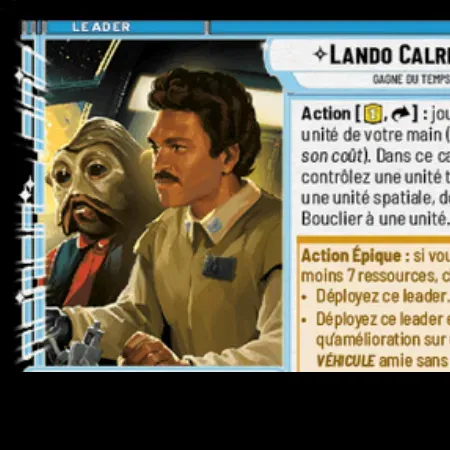 LEADER
LANDO CALR
GAGNE DU TEMPS
Action [1, ] : jou
unité de votre main (
son coût). Dans ce ca
contrôlez une unité t
une unité spatiale, d
Bouclier à une unité.
Action Épique : si vou
moins 7 ressources, c
• Déployez ce leader.
• Déployez ce leader e
qu'amélioration sur
VÉHICULE amie sans